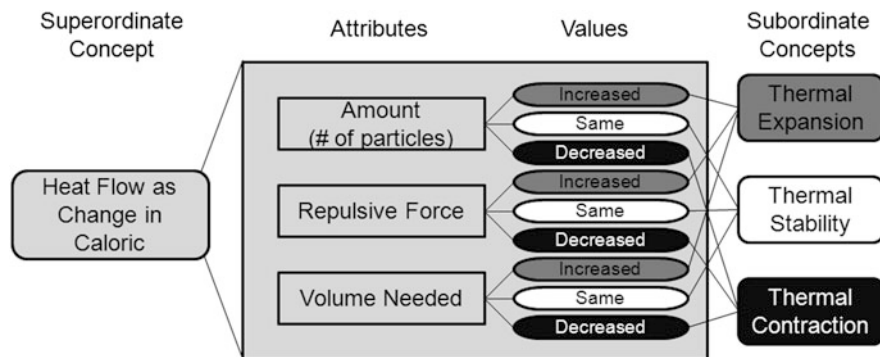 Superordinate
Concept
Attributes
Values
Subordinate
Concepts
Heat Flow as
Change in
Caloric
Amount
(# of particles)
Increased
Same
Decreased
Repulsive Force
Increased
Same
Decreased
Volume Needed
Increased
Same
Decreased
Thermal
Expansion
Thermal
Stability
Thermal
Contraction